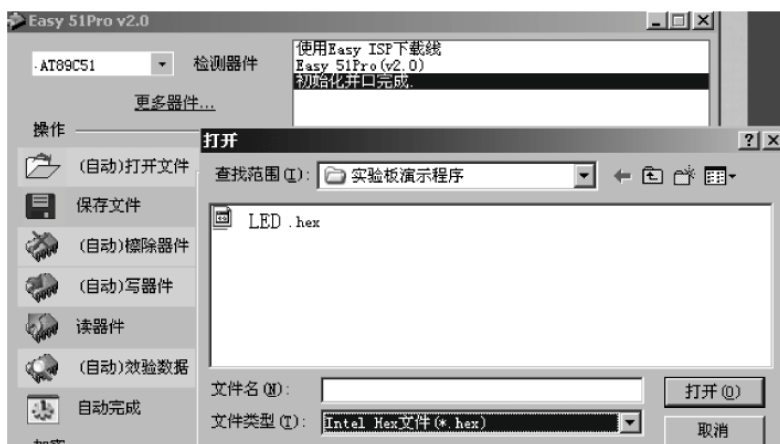 Easy 51Pro v2.0
AT89C51
检测器件
更多器件...
使用Easy ISP下载线
Easy 51Pro(v2.0)
初始化并口完成.
操作
(自动)打开文件
保存文件
(自动)擦除器件
(自动)写器件
读器件
(自动)效验数据
自动完成
打开
查找范围(I):
实验板演示程序
LED .hex
文件名(N):
打开(O)
文件类型(T):
Intel Hex文件(*.hex)
取消